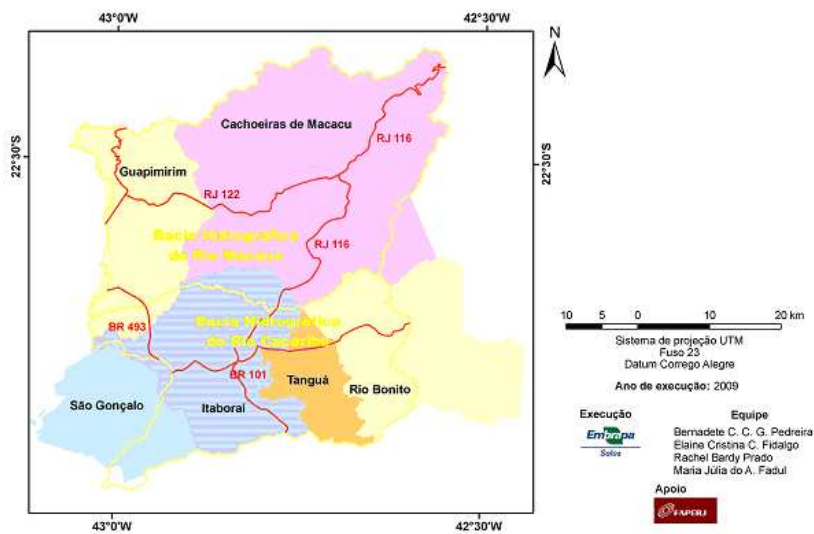 43°0'W
42°30'W
N
22°30'S
22°30'S
Cachoeiras de Macacu
RJ 116
Guapimirim
RJ 122
Bacia Hidrográfica
do Rio Macacu
RJ 116
BR 493
Bacia Hidrográfica
do Rio Caceribu
BR 101
Tanguá
Rio Bonito
São Gonçalo
Itaboraí
43°0'W
42°30'W
10 5 0 10 20 km
Sistema de projeção UTM
Fuso 23
Datum Corrego Alegre
Ano de execução: 2009
Execução
Embrapa
Solos
Equipe
Bernadete C. C. G. Pedreira
Elaine Cristina C. Fidalgo
Rachel Bardy Prado
Maria Júlia do A. Fadul
Apoio
FAPERJ